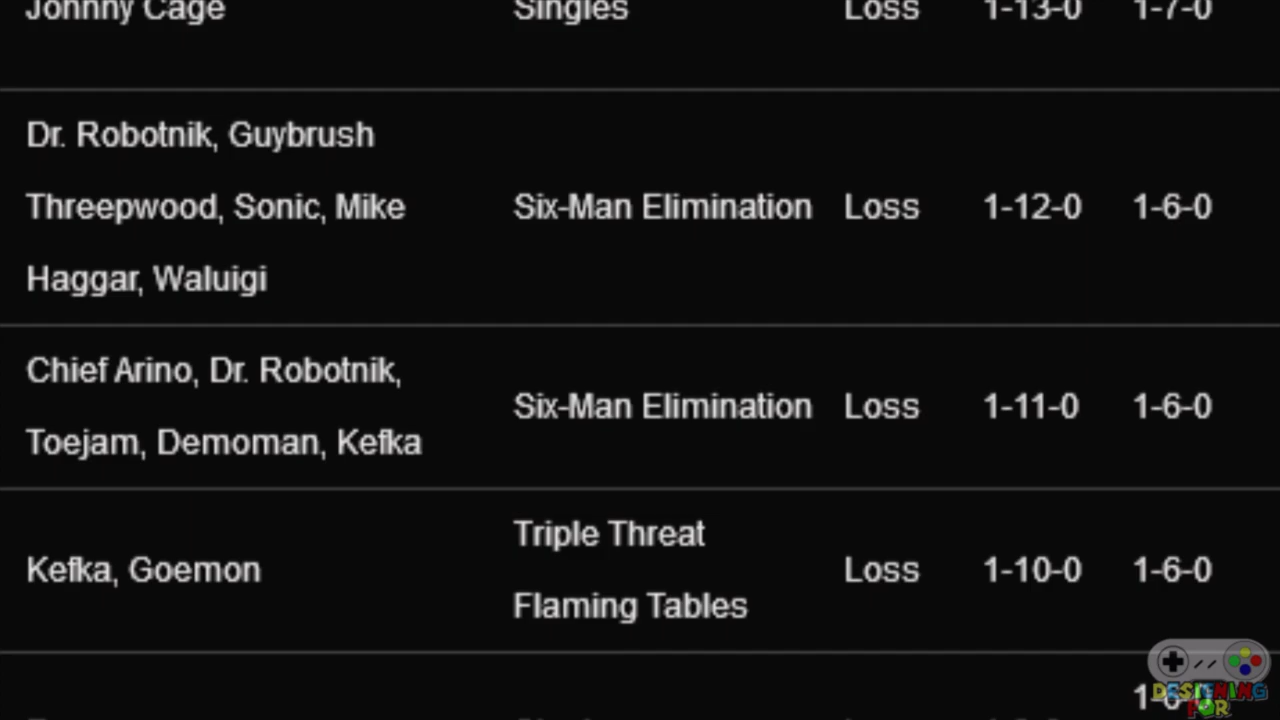 Johnny Cage Singles Loss 1-13-0 1-7-0
Dr. Robotnik, Guybrush
Threepwood, Sonic, Mike Six-Man Elimination Loss 1-12-0 1-6-0
Haggar, Waluigi
Chief Arino, Dr. Robotnik,
Six-Man Elimination Loss 1-11-0 1-6-0
Toejam, Demoman, Kefka
Triple Threat
Kefka, Goemon Loss 1-10-0 1-6-0
Flaming Tables
DESIGNING
FOR